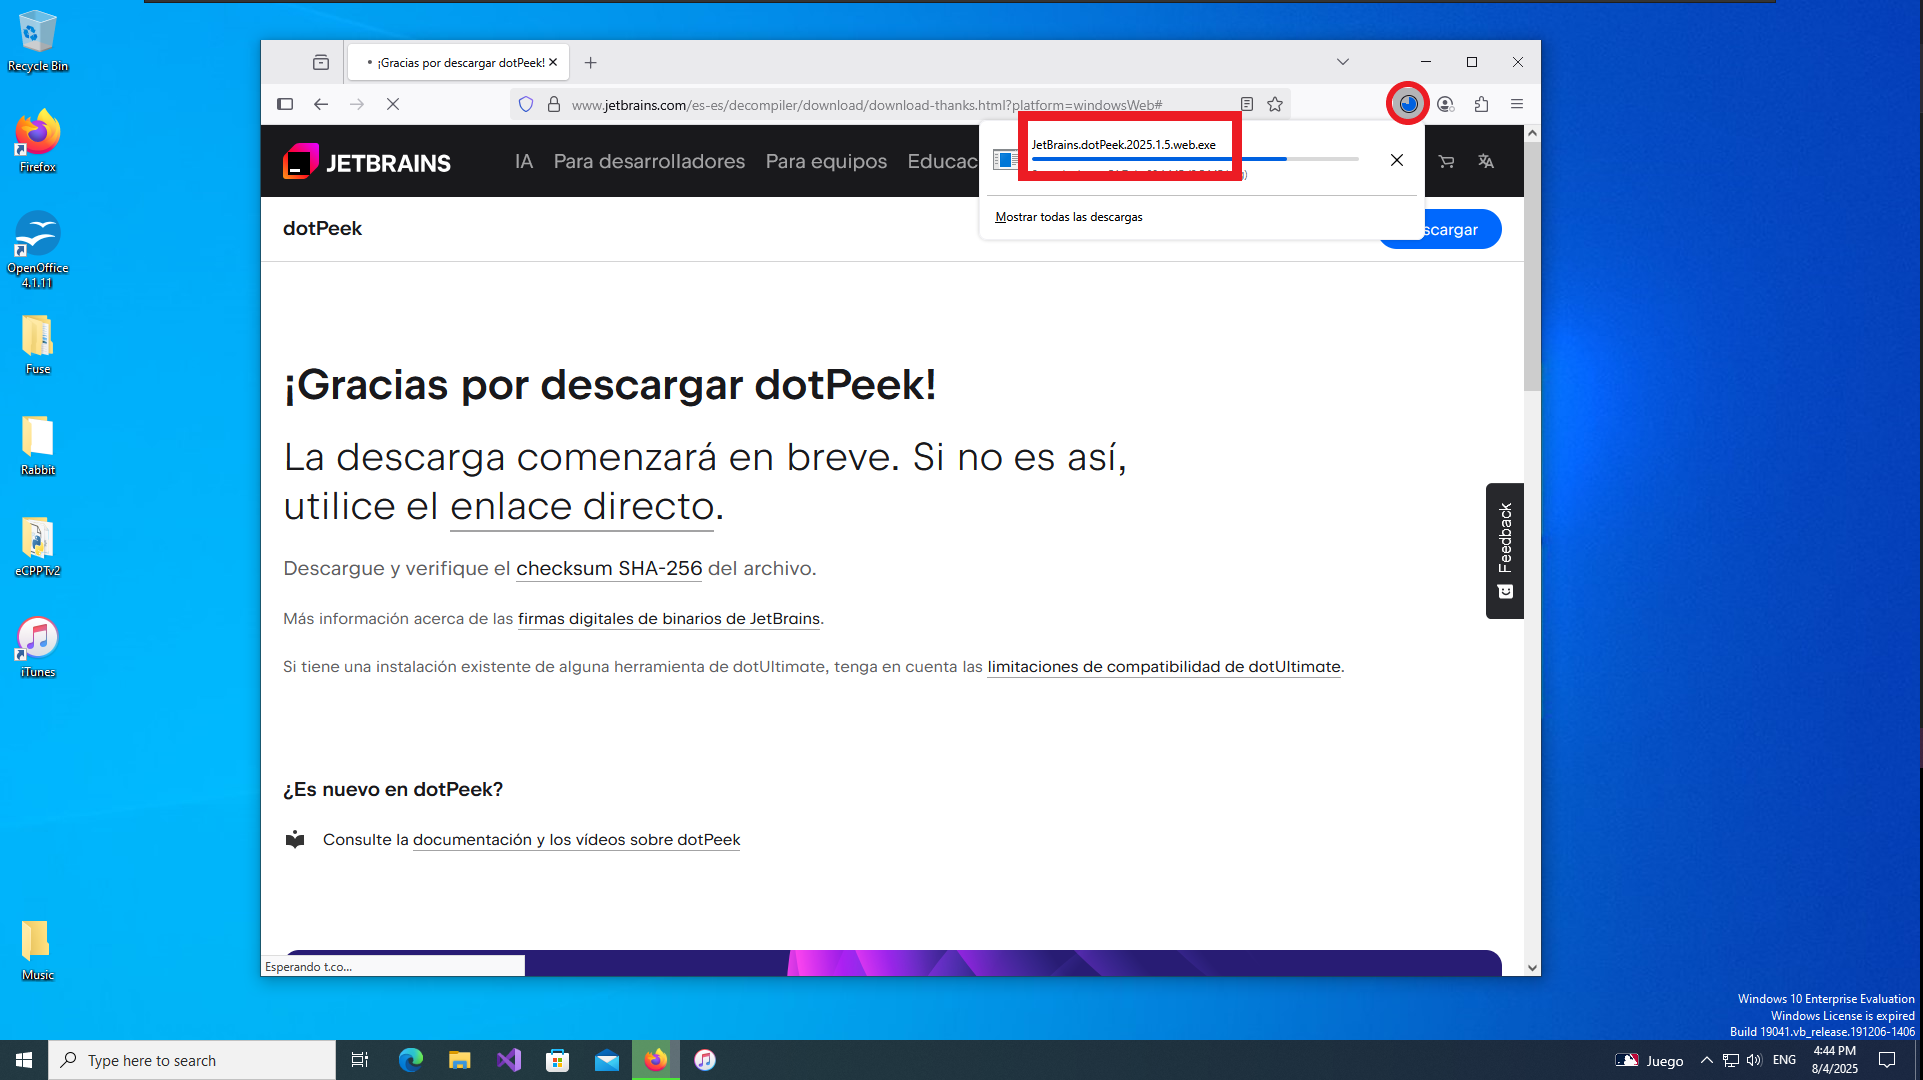 Recycle Bin
Firefox
OpenOffice
4.1.11
Fuse
Rabbit
eCPPTv2
iTunes
Music
¡Gracias por descargar dotPeek!
www.jetbrains.com/es-es/decompiler/download/download-thanks.html?platform=windowsWeb#
JetBrains.dotPeek.2025.1.5.web.exe
Mostrar todas las descargas
JETBRAINS
IA Para desarrolladores Para equipos Educac
dotPeek
scargar
¡Gracias por descargar dotPeek!
La descarga comenzará en breve. Si no es así,
utilice el enlace directo.
Descargue y verifique el checksum SHA-256 del archivo.
Más información acerca de las firmas digitales de binarios de JetBrains.
Si tiene una instalación existente de alguna herramienta de dotUltimate, tenga en cuenta las limitaciones de compatibilidad de dotUltimate.
¿Es nuevo en dotPeek?
Consulte la documentación y los vídeos sobre dotPeek
Feedback
Esperando t.co...
Windows 10 Enterprise Evaluation
Windows License is expired
Build 19041.vb_release.191206-1406
Type here to search
Juego
ENG
4:44 PM
8/4/2025